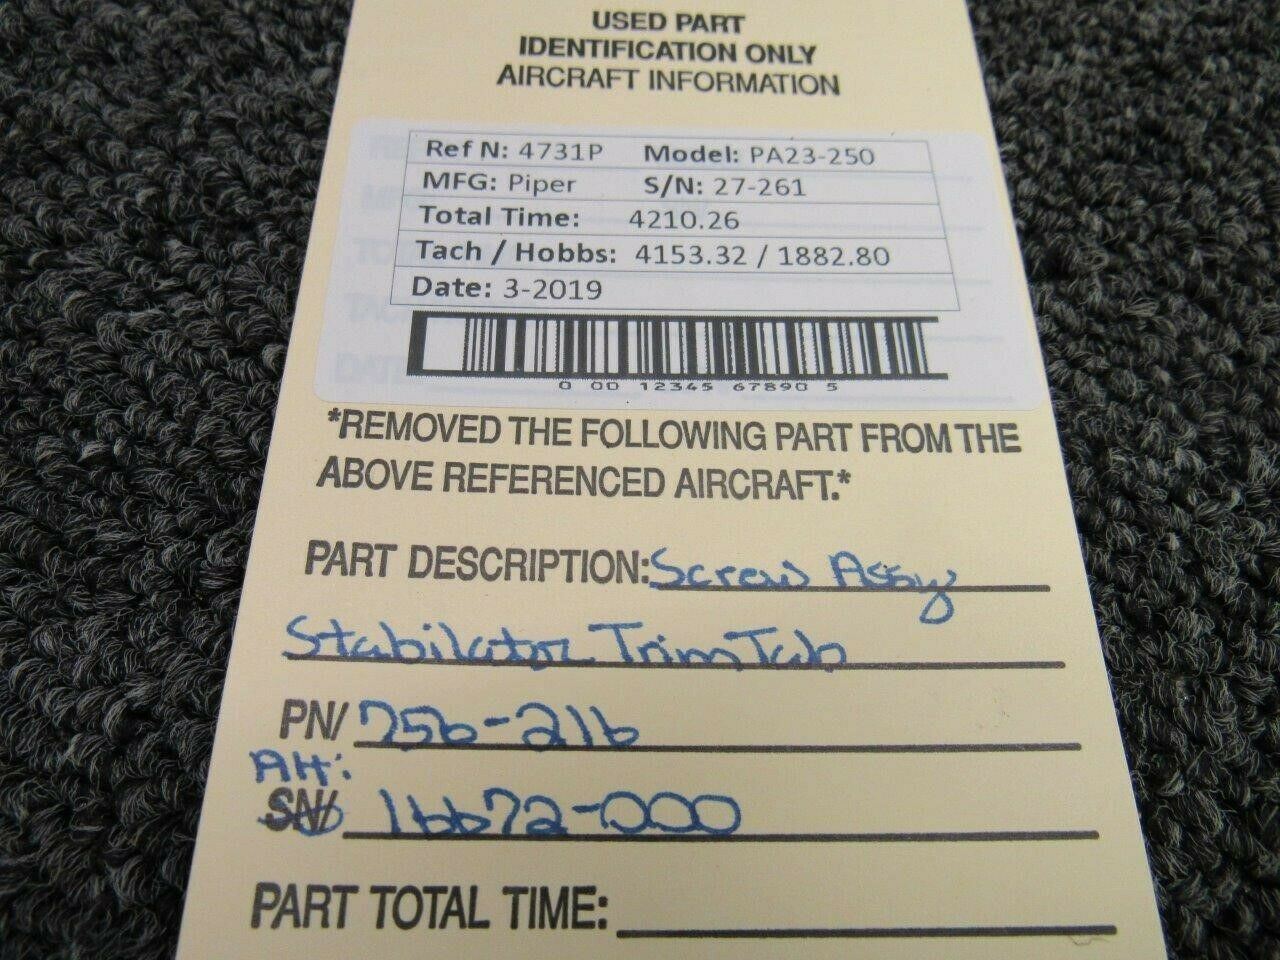 USED PART
IDENTIFICATION ONLY
AIRCRAFT INFORMATION
Ref N: 4731P Model: PA23-250
MFG: Piper S/N: 27-261
Total Time: 4210.26
Tach / Hobbs: 4153.32 / 1882.80
Date: 3-2019
0 00 12345 67890 5
*REMOVED THE FOLLOWING PART FROM THE
ABOVE REFERENCED AIRCRAFT.*
PART DESCRIPTION: Screw Assy
Stabilator Trim Tab
PN/ 756-216
Alt:
SN/ 16672-000
PART TOTAL TIME: